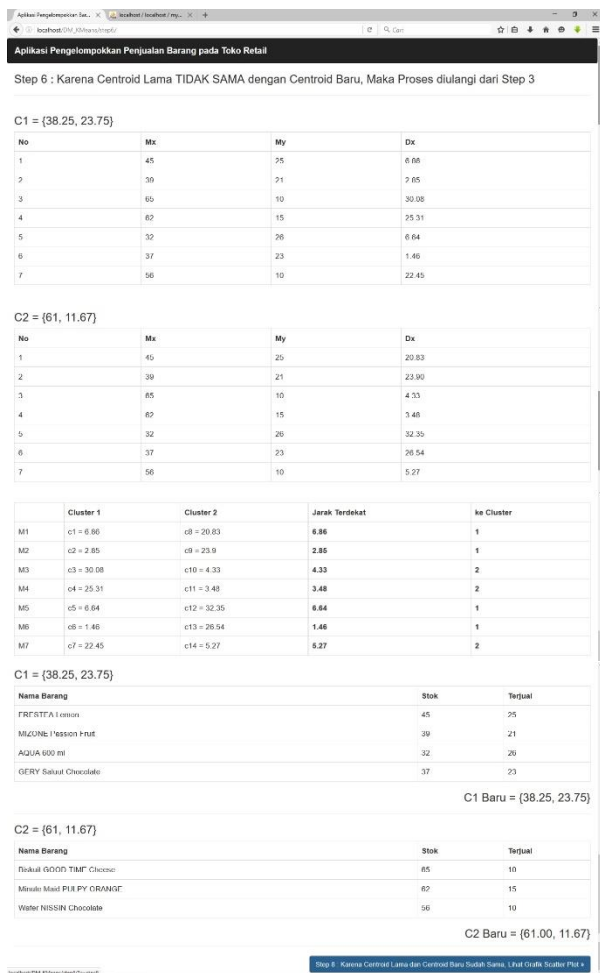 Aplikasi Pengelompokkan Bar...
localhost / localhost / my...
localhost/DM_KMeans/step6/
Cari
Aplikasi Pengelompokkan Penjualan Barang pada Toko Retail
Step 6 : Karena Centroid Lama TIDAK SAMA dengan Centroid Baru, Maka Proses diulangi dari Step 3
C1 = {38.25, 23.75}
No Mx My Dx
1 45 25 6.86
2 39 21 2.85
3 65 10 30.08
4 62 15 25.31
5 32 26 6.64
6 37 23 1.46
7 56 10 22.45
C2 = {61, 11.67}
No Mx My Dx
1 45 25 20.83
2 39 21 23.90
3 65 10 4.33
4 62 15 3.48
5 32 26 32.35
6 37 23 26.54
7 56 10 5.27
Cluster 1 Cluster 2 Jarak Terdekat ke Cluster
M1 c1 = 6.86 c8 = 20.83 6.86 1
M2 c2 = 2.85 c9 = 23.9 2.85 1
M3 c3 = 30.08 c10 = 4.33 4.33 2
M4 c4 = 25.31 c11 = 3.48 3.48 2
M5 c5 = 6.64 c12 = 32.35 6.64 1
M6 c6 = 1.46 c13 = 26.54 1.46 1
M7 c7 = 22.45 c14 = 5.27 5.27 2
C1 = {38.25, 23.75}
Nama Barang Stok Terjual
FRESTEA Lemon 45 25
MIZONE Passion Fruit 39 21
AQUA 600 ml 32 26
GERY Saluut Chocolate 37 23
C1 Baru = {38.25, 23.75}
C2 = {61, 11.67}
Nama Barang Stok Terjual
Biskuit GOOD TIME Cheese 65 10
Minute Maid PULPY ORANGE 62 15
Wafer NISSIN Chocolate 56 10
C2 Baru = {61.00, 11.67}
Step 8 : Karena Centroid Lama dan Centroid Baru Sudah Sama, Lihat Grafik Scatter Plot »